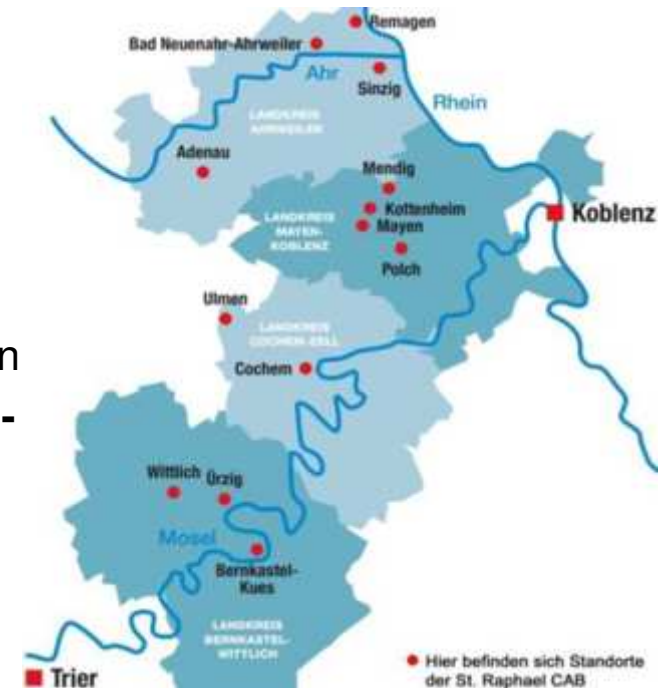 Remagen
Bad Neuenahr-Ahrweiler
Ahr
Sinzig
Rhein
LANDKREIS
AHRWEILER
Adenau
Mendig
Kottenheim
Koblenz
LANDKREIS
MAYEN-
KOBLENZ
Mayen
Polch
Ulmen
LANDKREIS
COCHEM-ZELL
n
Cochem
-
Wittlich
Ürzig
Mosel
Bernkastel-
Kues
LANDKREIS
BERNKASTEL-
WITTLICH
Trier
Hier befinden sich Standorte
der St. Raphael CAB